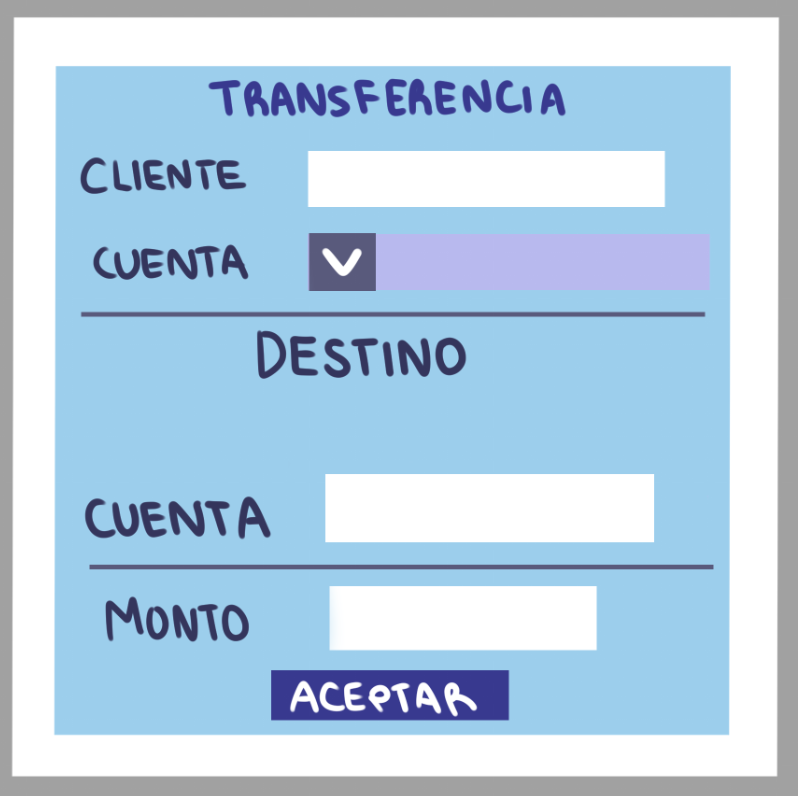 TRANSFERENCIA
CLIENTE
CUENTA
DESTINO
CUENTA
MONTO
ACEPTAR